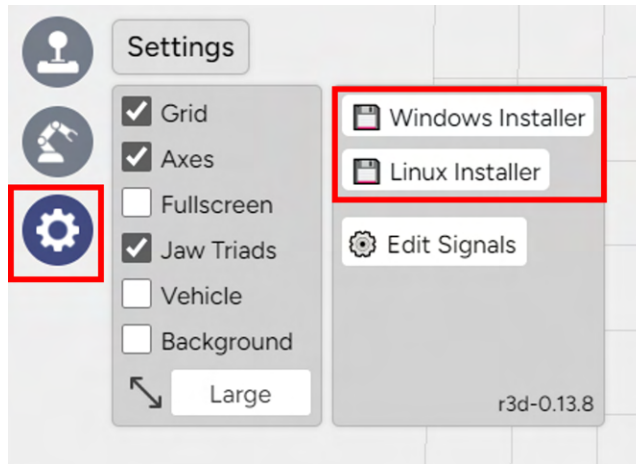 Settings
Grid
Axes
Fullscreen
Jaw Triads
Vehicle
Background
Large
Windows Installer
Linux Installer
Edit Signals
r3d-0.13.8